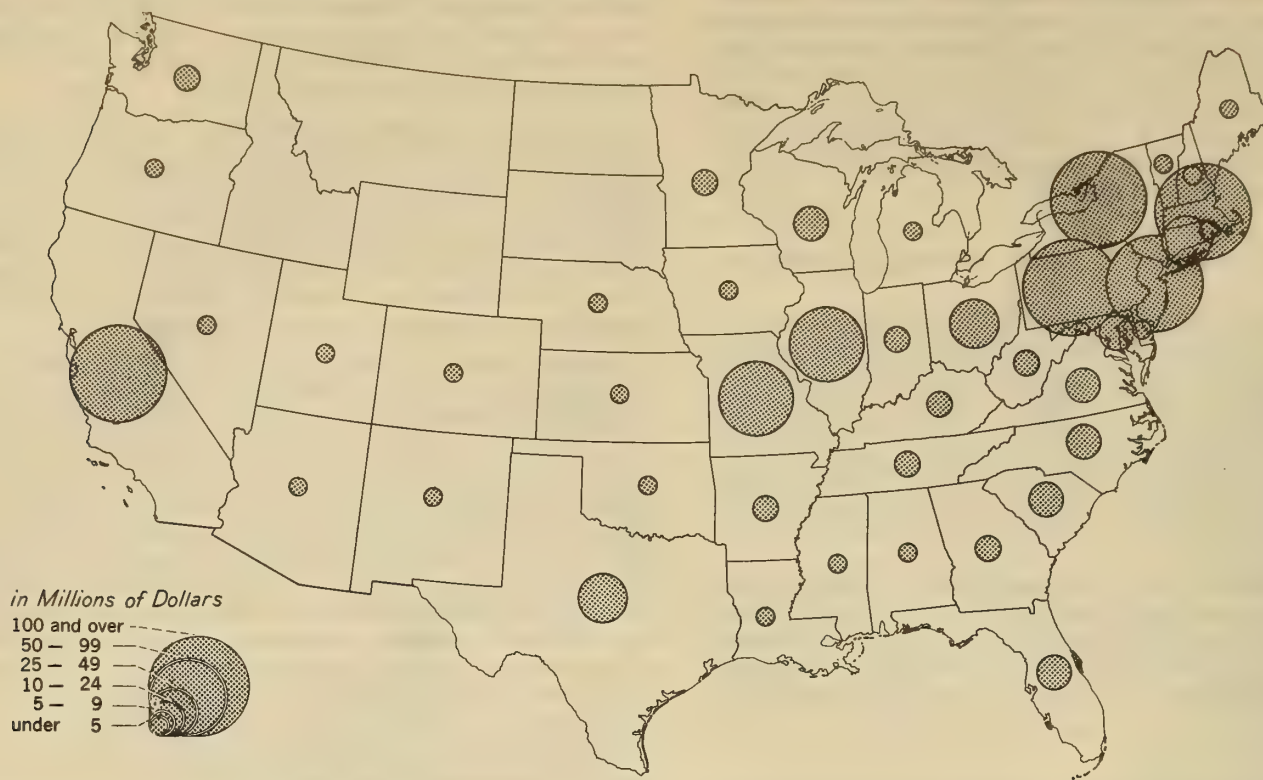 in Millions of Dollars
100 and over
50 – 99
25 – 49
10 – 24
5 – 9
under 5